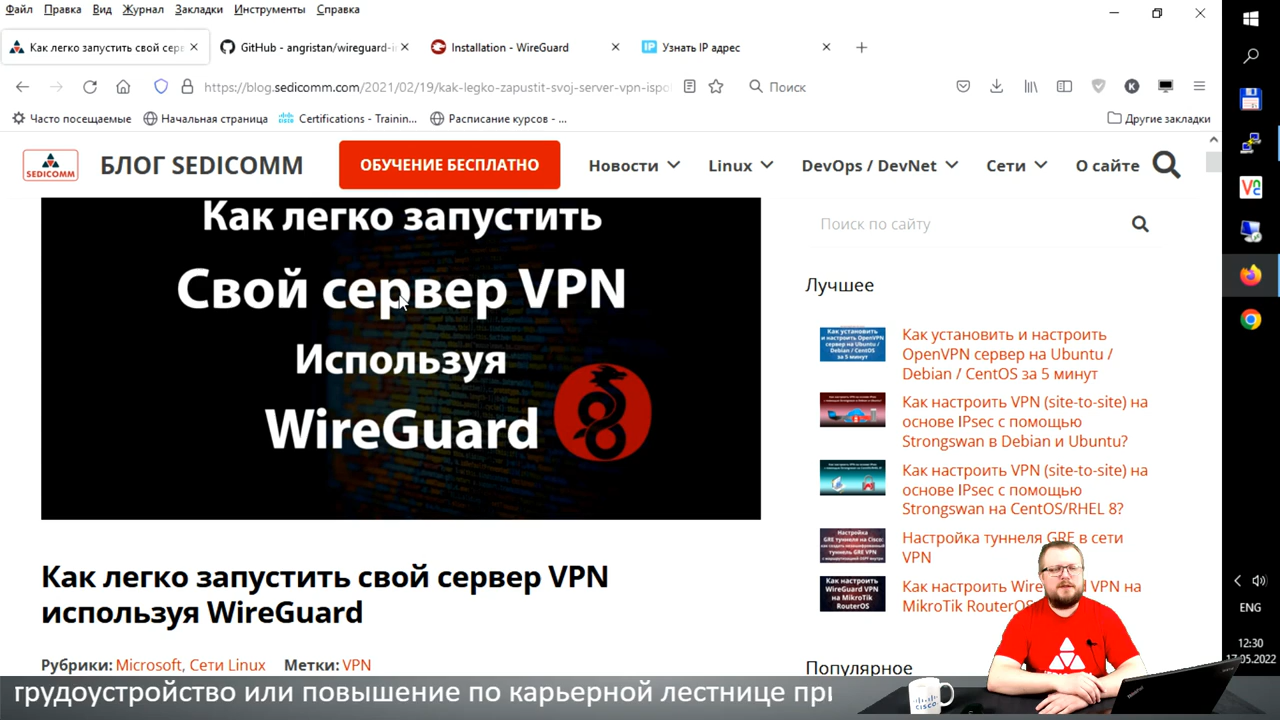 Файл Правка Вид Журнал Закладки Инструменты Справка
Как легко запустить свой серв
GitHub - angristan/wireguard-i
Installation - WireGuard
IP Узнать IP адрес
https://blog.sedicomm.com/2021/02/19/kak-legko-zapustit-svoj-server-vpn-ispo
Поиск
Часто посещаемые
Начальная страница
Certifications - Trainin...
Расписание курсов - ...
Другие закладки
SEDICOMM
БЛОГ SEDICOMM
ОБУЧЕНИЕ БЕСПЛАТНО
Новости
Linux
DevOps / DevNet
Сети
О сайте
Как легко запустить
Свой сервер VPN
Используя
WireGuard
Как легко запустить свой сервер VPN
используя WireGuard
Рубрики: Microsoft, Сети Linux Метки: VPN
Поиск по сайту
Лучшее
Как установить и настроить
OpenVPN сервер на Ubuntu /
Debian / CentOS за 5 минут
Как настроить VPN (site-to-site) на
основе IPsec с помощью
Strongswan в Debian и Ubuntu?
Как настроить VPN (site-to-site) на
основе IPsec с помощью
Strongswan на CentOS/RHEL 8?
Настройка туннеля GRE в сети
VPN
Как настроить Wire VPN на
MikroTik RouterOS
Популярное
ENG
12:30
17.05.2022
CISCO
грудоустройство или повышение по карьерной лестнице при